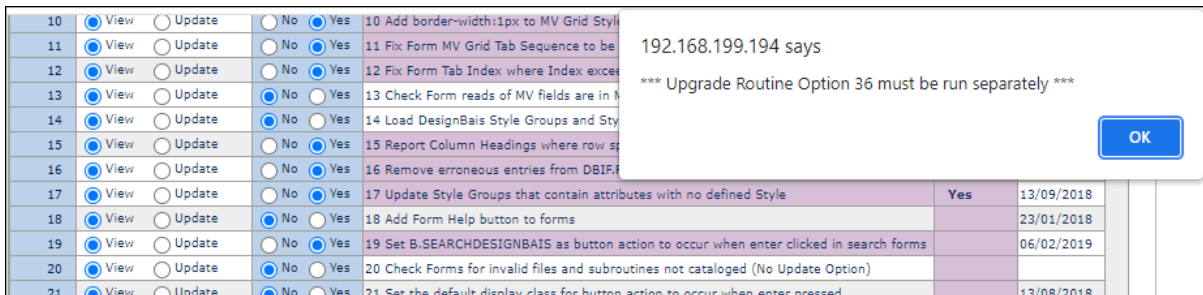 10 View Update No Yes 10 Add border-width:1px to MV Grid
11 View Update No Yes 11 Fix Form MV Grid Tab Sequence to be
12 View Update No Yes 12 Fix Form Tab Index where Index
13 View Update No Yes 13 Check Form reads of MV fields are in
14 View Update No Yes 14 Load DesignBais Style Groups and
15 View Update No Yes 15 Report Column Headings where row
16 View Update No Yes 16 Remove erroneous entries from
17 View Update No Yes 17 Update Style Groups that contain attributes with no defined Style Yes 13/09/2018
18 View Update No Yes 18 Add Form Help button to forms 23/01/2018
19 View Update No Yes 19 Set B.SEARCHDESIGNBAIS as button action to occur when enter clicked in search forms 06/02/2019
20 View Update No Yes 20 Check Forms for invalid files and subroutines not cataloged (No Update Option)
21 View Update No Yes 21 Set the default display class for button action to occur when enter pressed 13/08/2018
192.168.199.194 says
*** Upgrade Routine Option 36 must be run separately ***
OK